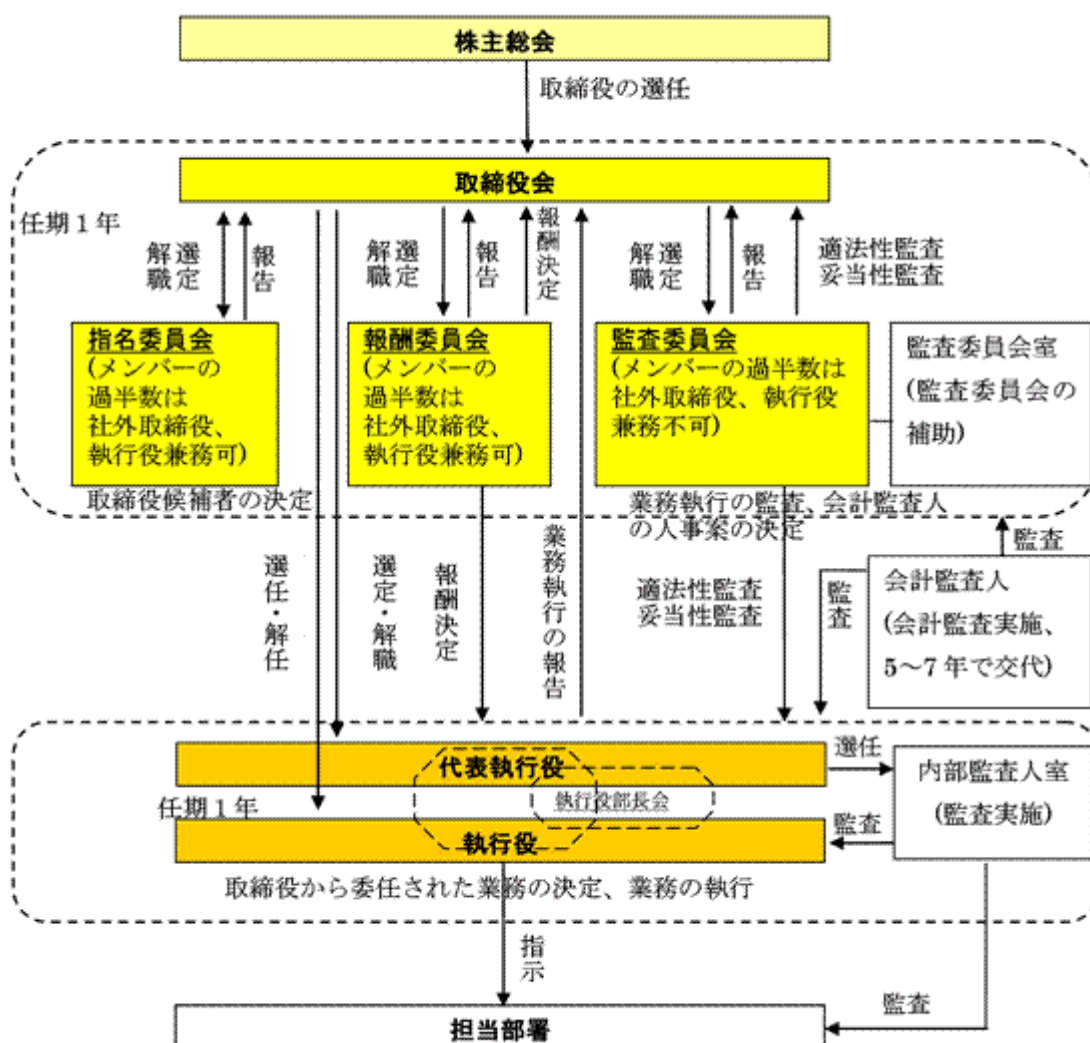 株主総会
取締役の選任
取締役会
任期1年
選定
解職
報告
選定
解職
報告
報酬決定
選定
解職
報告
適法性監査
妥当性監査
指名委員会
(メンバーの
過半数は
社外取締役、
執行役兼務可)
取締役候補者の決定
報酬委員会
(メンバーの
過半数は
社外取締役、
執行役兼務可)
監査委員会
(メンバーの過半数は
社外取締役、執行役
兼務不可)
業務執行の監査、会計監査人
の人事案の決定
監査委員会室
(監査委員会の
補助)
選任・解任
選定・解職
報酬決定
業務執行の報告
適法性監査
妥当性監査
監査
監査
会計監査人
(会計監査実施、
5~7年で交代)
代表執行役
選任
内部監査人室
(監査実施)
任期1年
執行役部長会
監査
執行役
取締役から委任された業務の決定、業務の執行
指示
監査
担当部署